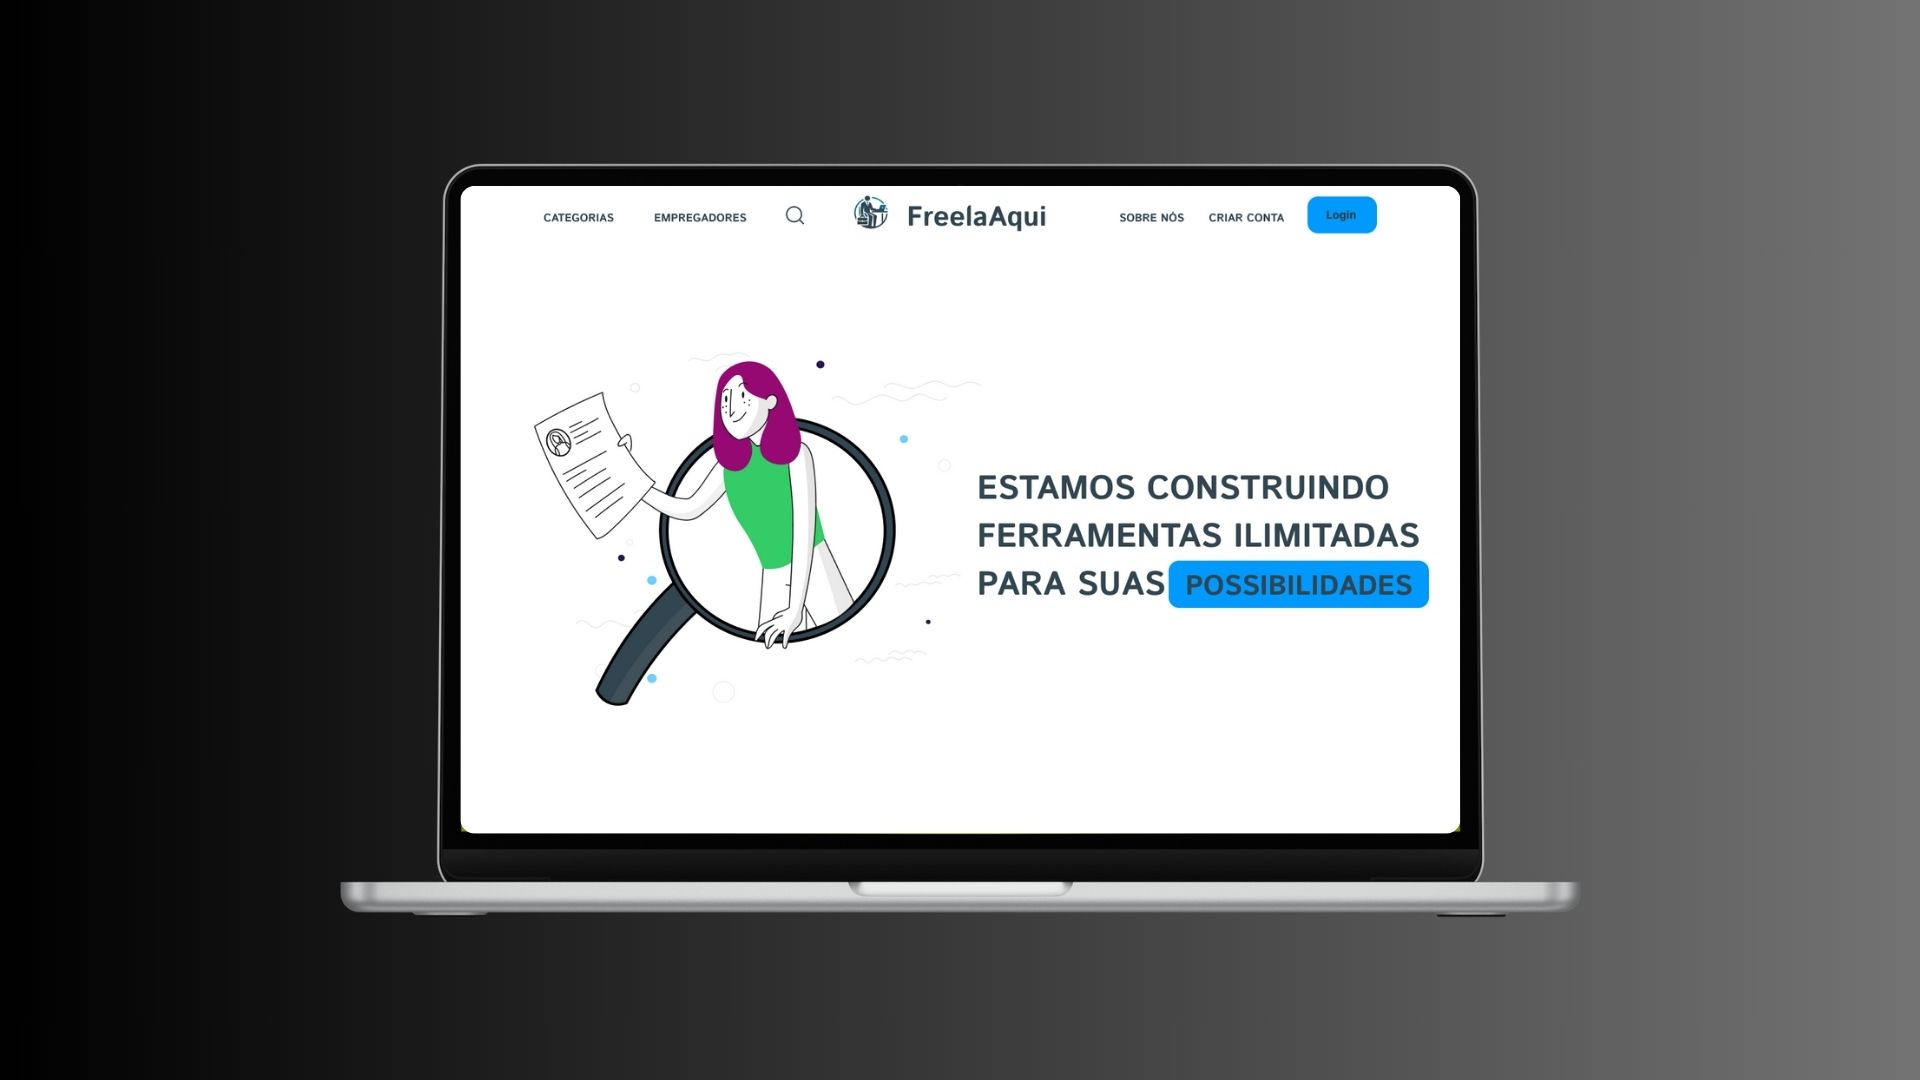 CATEGORIAS EMPREGADORES FreelaAqui SOBRE NÓS CRIAR CONTA Login
ESTAMOS CONSTRUINDO
FERRAMENTAS ILIMITADAS
PARA SUAS POSSIBILIDADES